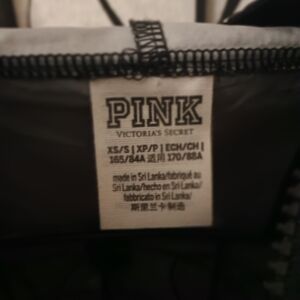 PINK
VICTORIA'S SECRET
XS/S | XP/P | ECH/CH |
165/84A 适用 170/88A
made in Sri Lanka/fabriqué au
Sri Lanka/hecho en Sri Lanka/
fabbricato in Sri Lanka/
斯里兰卡制造